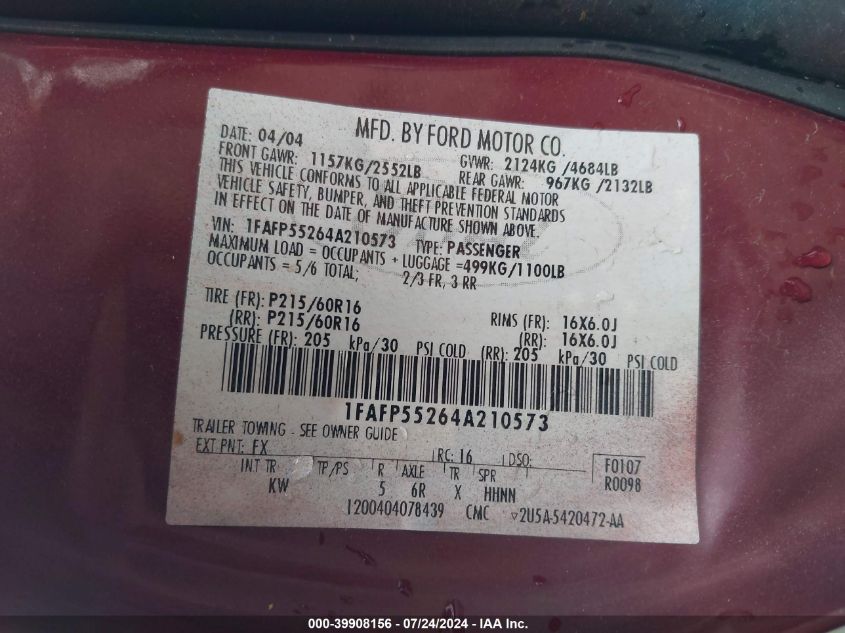 MFD. BY FORD MOTOR CO.
DATE: 04/04 GVWR: 2124KG /4684LB
FRONT GAWR: 1157KG/2552LB REAR GAWR: 967KG /2132LB
THIS VEHICLE CONFORMS TO ALL APPLICABLE FEDERAL MOTOR
VEHICLE SAFETY, BUMPER, AND THEFT PREVENTION STANDARDS
IN EFFECT ON THE DATE OF MANUFACTURE SHOWN ABOVE.
VIN: 1FAFP55264A210573 TYPE: PASSENGER
MAXIMUM LOAD = OCCUPANTS + LUGGAGE =499KG/1100LB
OCCUPANTS = 5/6 TOTAL; 2/3 FR, 3 RR
TIRE (FR): P215/60R16 RIMS (FR): 16X6.0J
(RR): P215/60R16 (RR): 16X6.0J
PRESSURE (FR): 205 kPa/30 PSI COLD (RR): 205 kPa/30 PSI COLD
1FAFP55264A210573
TRAILER TOWING - SEE OWNER GUIDE
EXT PNT: FX RC: 16 DSO: F0107
INT TR TP/PS R AXLE TR SPR R0098
KW 5 6R X HHNN
1200404078439 CMC ▽2U5A-5420472-AA
000-39908156 - 07/24/2024 - IAA Inc.